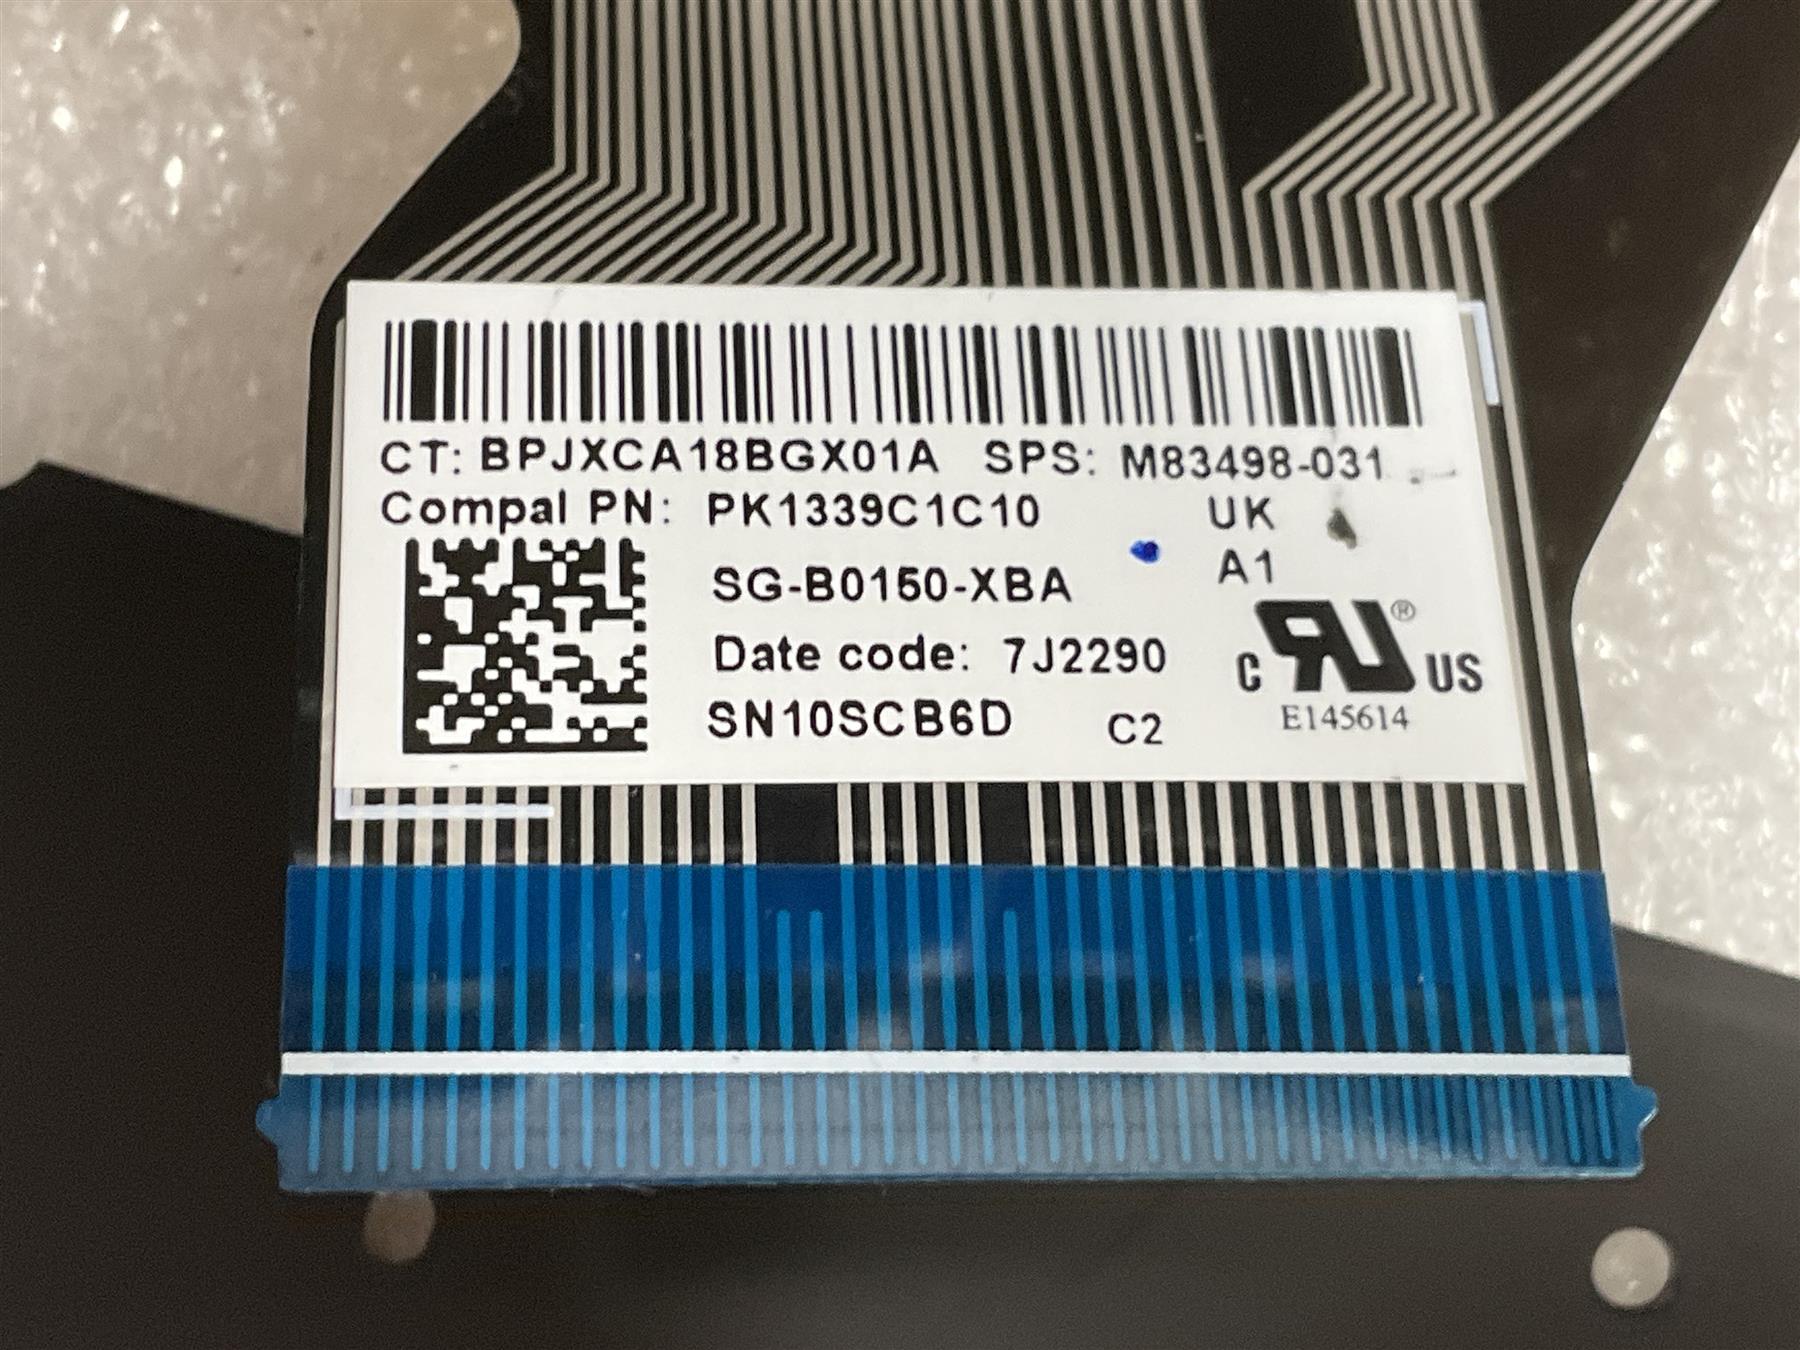 CT: BPJXCA18BGX01A SPS: M83498-031
Compal PN: PK1339C1C10 UK
SG-B0150-XBA A1
Date code: 7J2290
SN10SCB6D C2
c RU ® US
E145614